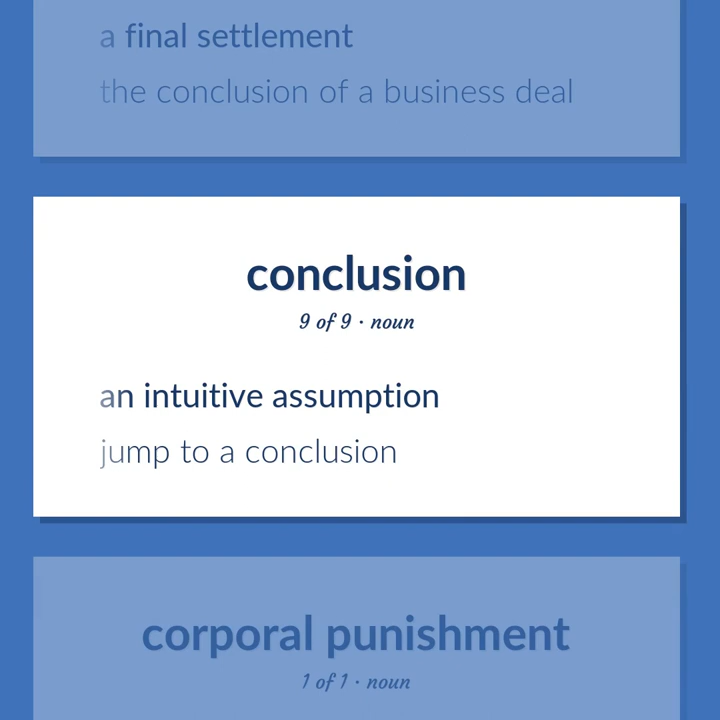 a final settlement
the conclusion of a business deal
conclusion
9 of 9 · noun
an intuitive assumption
jump to a conclusion
corporal punishment
1 of 1 · noun